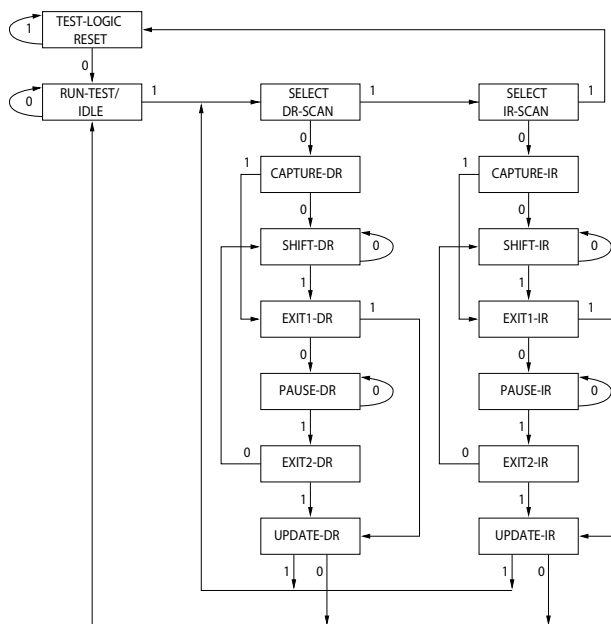 TEST-LOGIC
RESET
1
0
RUN-TEST/
IDLE
0
1
SELECT
DR-SCAN
1
SELECT
IR-SCAN
1
0
0
1
CAPTURE-DR
1
CAPTURE-IR
0
0
SHIFT-DR
0
SHIFT-IR
0
1
1
EXIT1-DR
1
EXIT1-IR
1
0
0
PAUSE-DR
0
PAUSE-IR
0
1
1
0
EXIT2-DR
0
EXIT2-IR
1
1
UPDATE-DR
UPDATE-IR
1
0
1
0